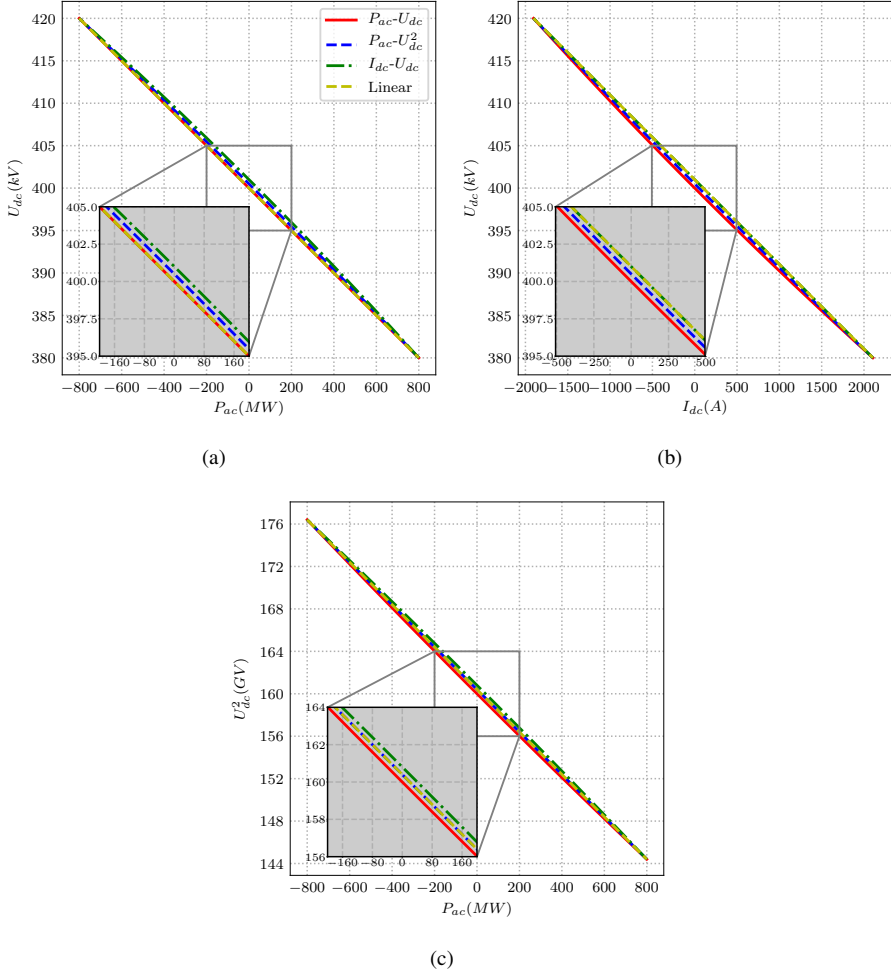 420
415
410
405
400
395
390
385
380
U_dc(kV)
P_ac-U_dc
P_ac-U²_dc
I_dc-U_dc
Linear
405.0
402.5
400.0
397.5
395.0
−160 −80 0 80 160
−800 −600 −400 −200 0 200 400 600 800
P_ac(MW)
(a)
420
415
410
405
400
395
390
385
380
U_dc(kV)
405.0
402.5
400.0
397.5
395.0
−500 −250 0 250 500
−2000 −1500 −1000 −500 0 500 1000 1500 2000
I_dc(A)
(b)
176
172
168
164
160
156
152
148
144
U²_dc(GV)
164
162
160
158
156
−160 −80 0 80 160
−800 −600 −400 −200 0 200 400 600 800
P_ac(MW)
(c)